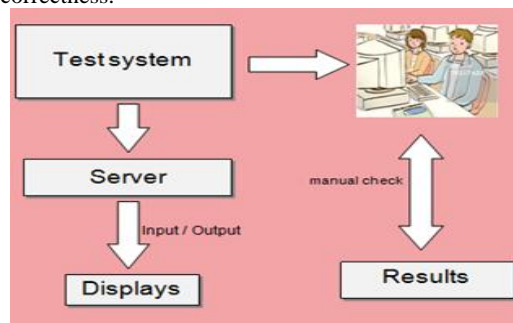 correctness.
Testsystem
Server
manual check
Input / Output
Displays
Results